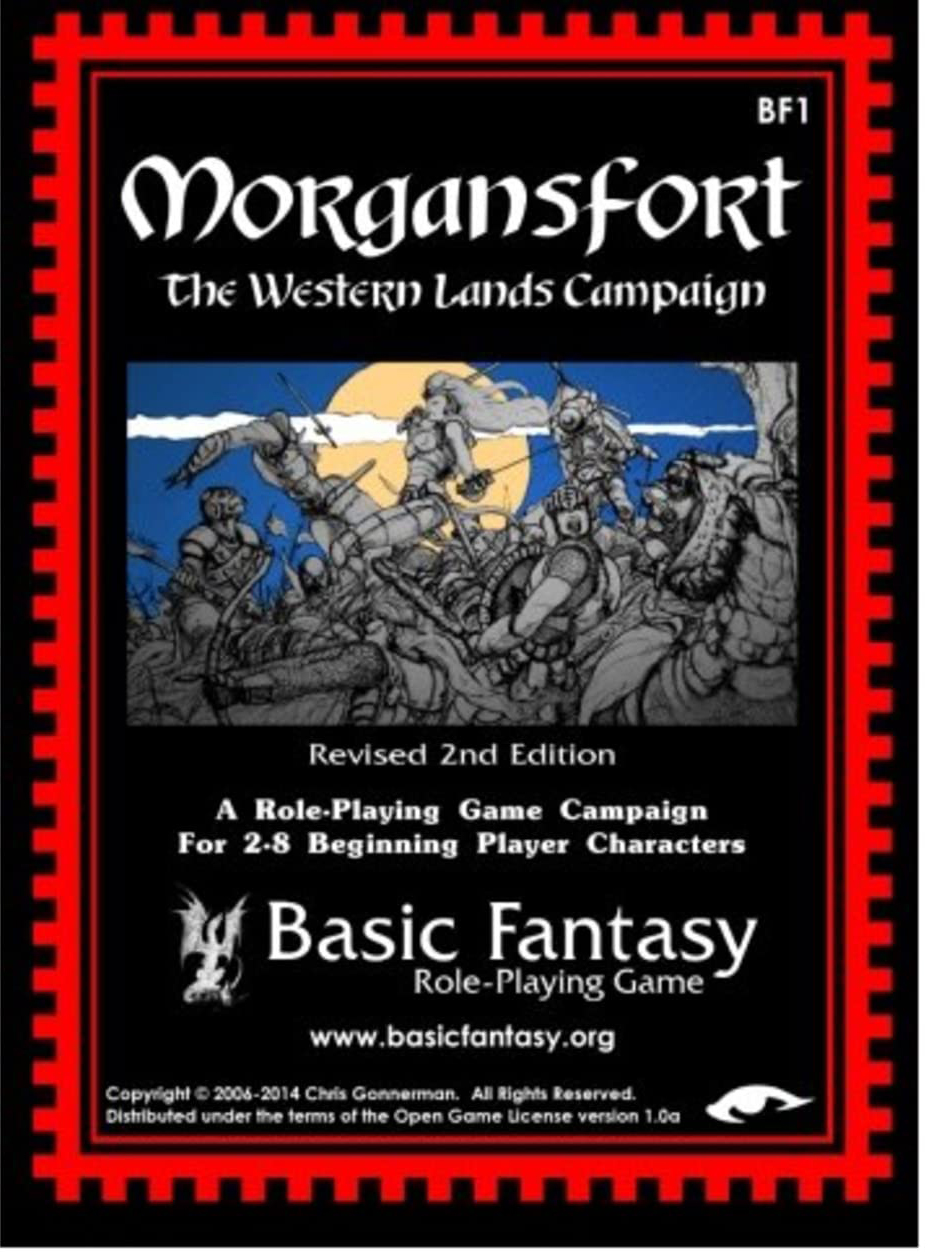 BF1
Morgansfort
The Western Lands Campaign
Revised 2nd Edition
A Role-Playing Game Campaign
For 2-8 Beginning Player Characters
Basic Fantasy
Role-Playing Game
www.basicfantasy.org
Copyright © 2006-2014 Chris Gonnerman. All Rights Reserved.
Distributed under the terms of the Open Game License version 1.0a